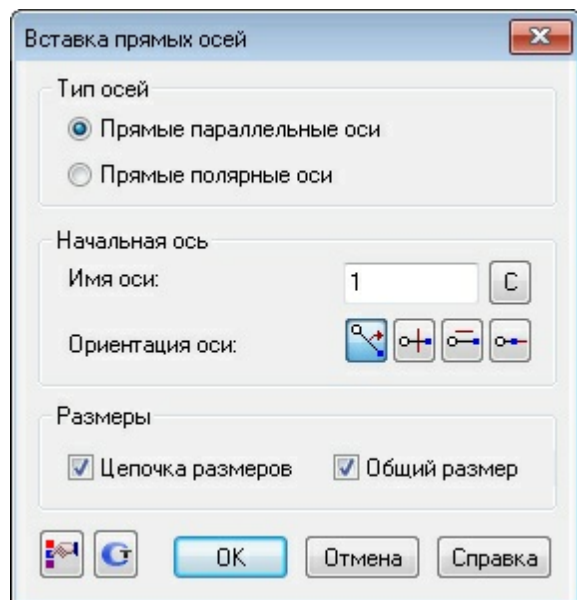 Вставка прямых осей
Тип осей
Прямые параллельные оси
Прямые полярные оси
Начальная ось
Имя оси: 1 C
Ориентация оси:
Размеры
Цепочка размеров Общий размер
OK Отмена Справка